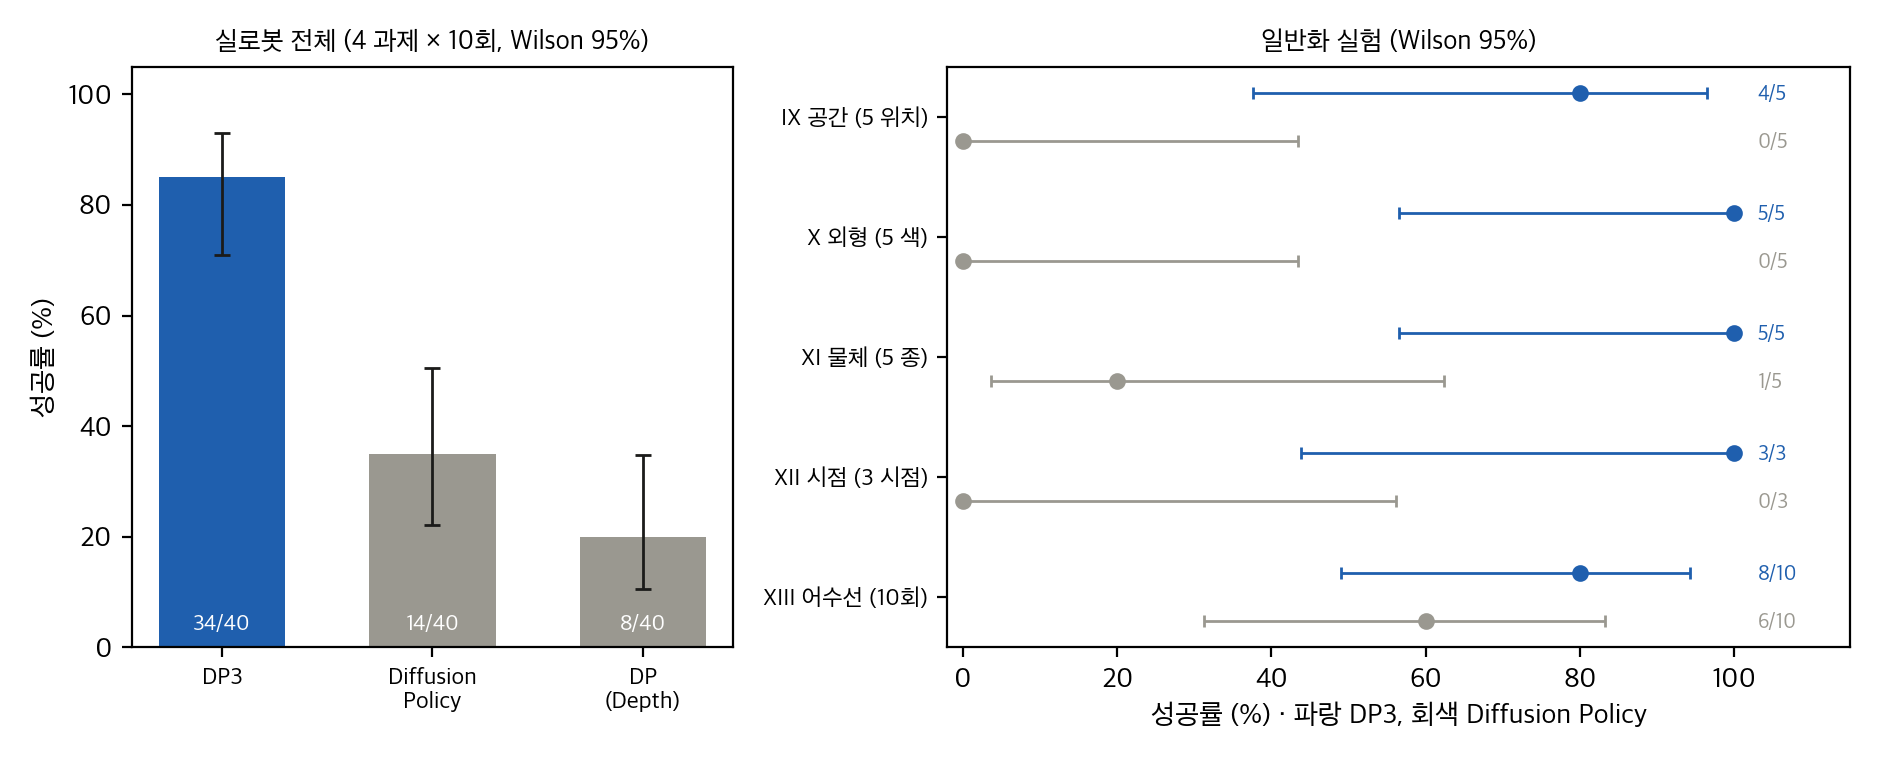 실로봇 전체 (4 과제 × 10회, Wilson 95%)
성공률 (%)
100
80
60
40
20
0
34/40
14/40
8/40
DP3
Diffusion
Policy
DP
(Depth)
일반화 실험 (Wilson 95%)
IX 공간 (5 위치)
4/5
0/5
X 외형 (5 색)
5/5
0/5
XI 물체 (5 종)
5/5
1/5
XII 시점 (3 시점)
3/3
0/3
XIII 어수선 (10회)
8/10
6/10
0 20 40 60 80 100
성공률 (%) · 파랑 DP3, 회색 Diffusion Policy